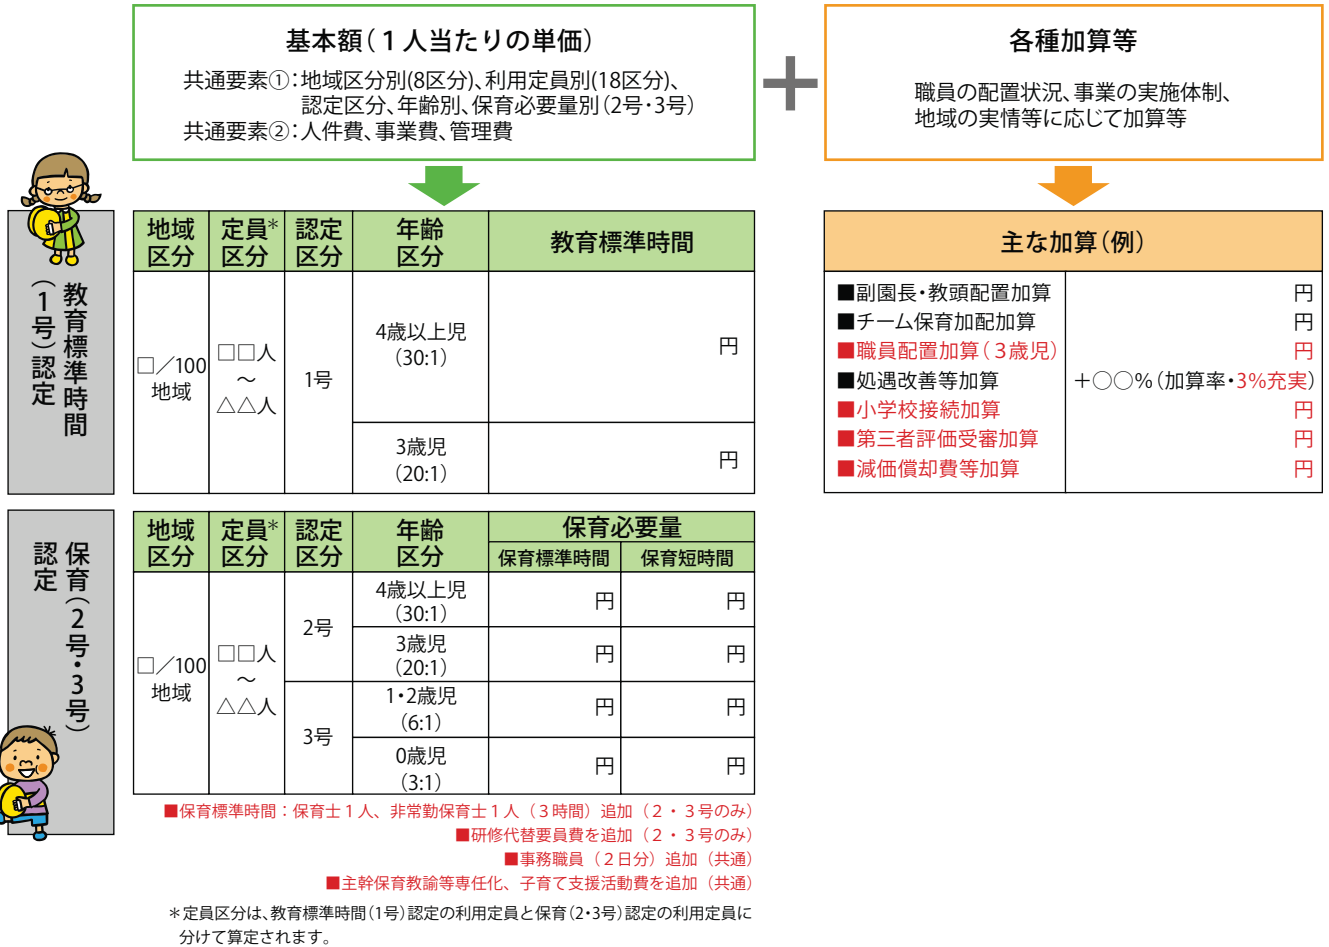 基本額（１人当たりの単価）
共通要素①：地域区分別(8区分)、利用定員別(18区分)、
認定区分、年齢別、保育必要量別（2号・3号）
共通要素②：人件費、事業費、管理費
各種加算等
職員の配置状況、事業の実施体制、
地域の実情等に応じて加算等
教育標準時間
（1号）認定
地域
区分
定員*
区分
認定
区分
年齢
区分
教育標準時間
□／100
地域
□□人
～
△△人
1号
4歳以上児
（30:1）
円
3歳児
（20:1）
円
主な加算（例）
■副園長・教頭配置加算 円
■チーム保育加配加算 円
■職員配置加算（３歳児） 円
■処遇改善等加算 ＋○○％（加算率・3％充実）
■小学校接続加算 円
■第三者評価受審加算 円
■減価償却費等加算 円
保育（2号・3号）
認定
地域
区分
定員*
区分
認定
区分
年齢
区分
保育必要量
保育標準時間 保育短時間
□／100
地域
□□人
～
△△人
2号
4歳以上児
（30:1）
円 円
3歳児
（20:1）
円 円
3号
1・2歳児
（6:1）
円 円
0歳児
（3:1）
円 円
■保育標準時間：保育士１人、非常勤保育士１人（３時間）追加（２・３号のみ）
■研修代替要員費を追加（２・３号のみ）
■事務職員（２日分）追加（共通）
■主幹保育教諭等専任化、子育て支援活動費を追加（共通）
＊定員区分は、教育標準時間（1号）認定の利用定員と保育（2・3号）認定の利用定員に
分けて算定されます。